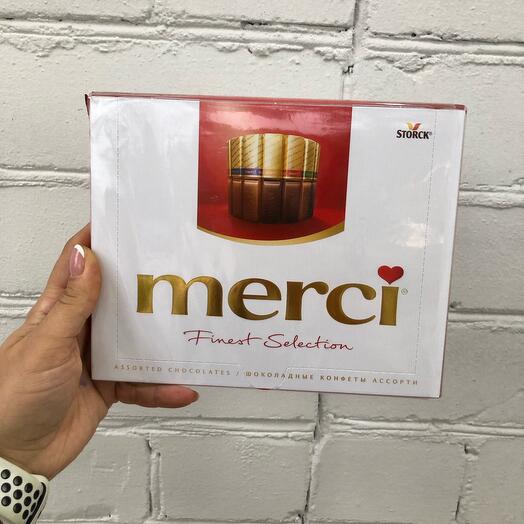 STORCK®
merci®
Finest Selection
ASSORTED CHOCOLATES / ШОКОЛАДНЫЕ КОНФЕТЫ АССОРТИ